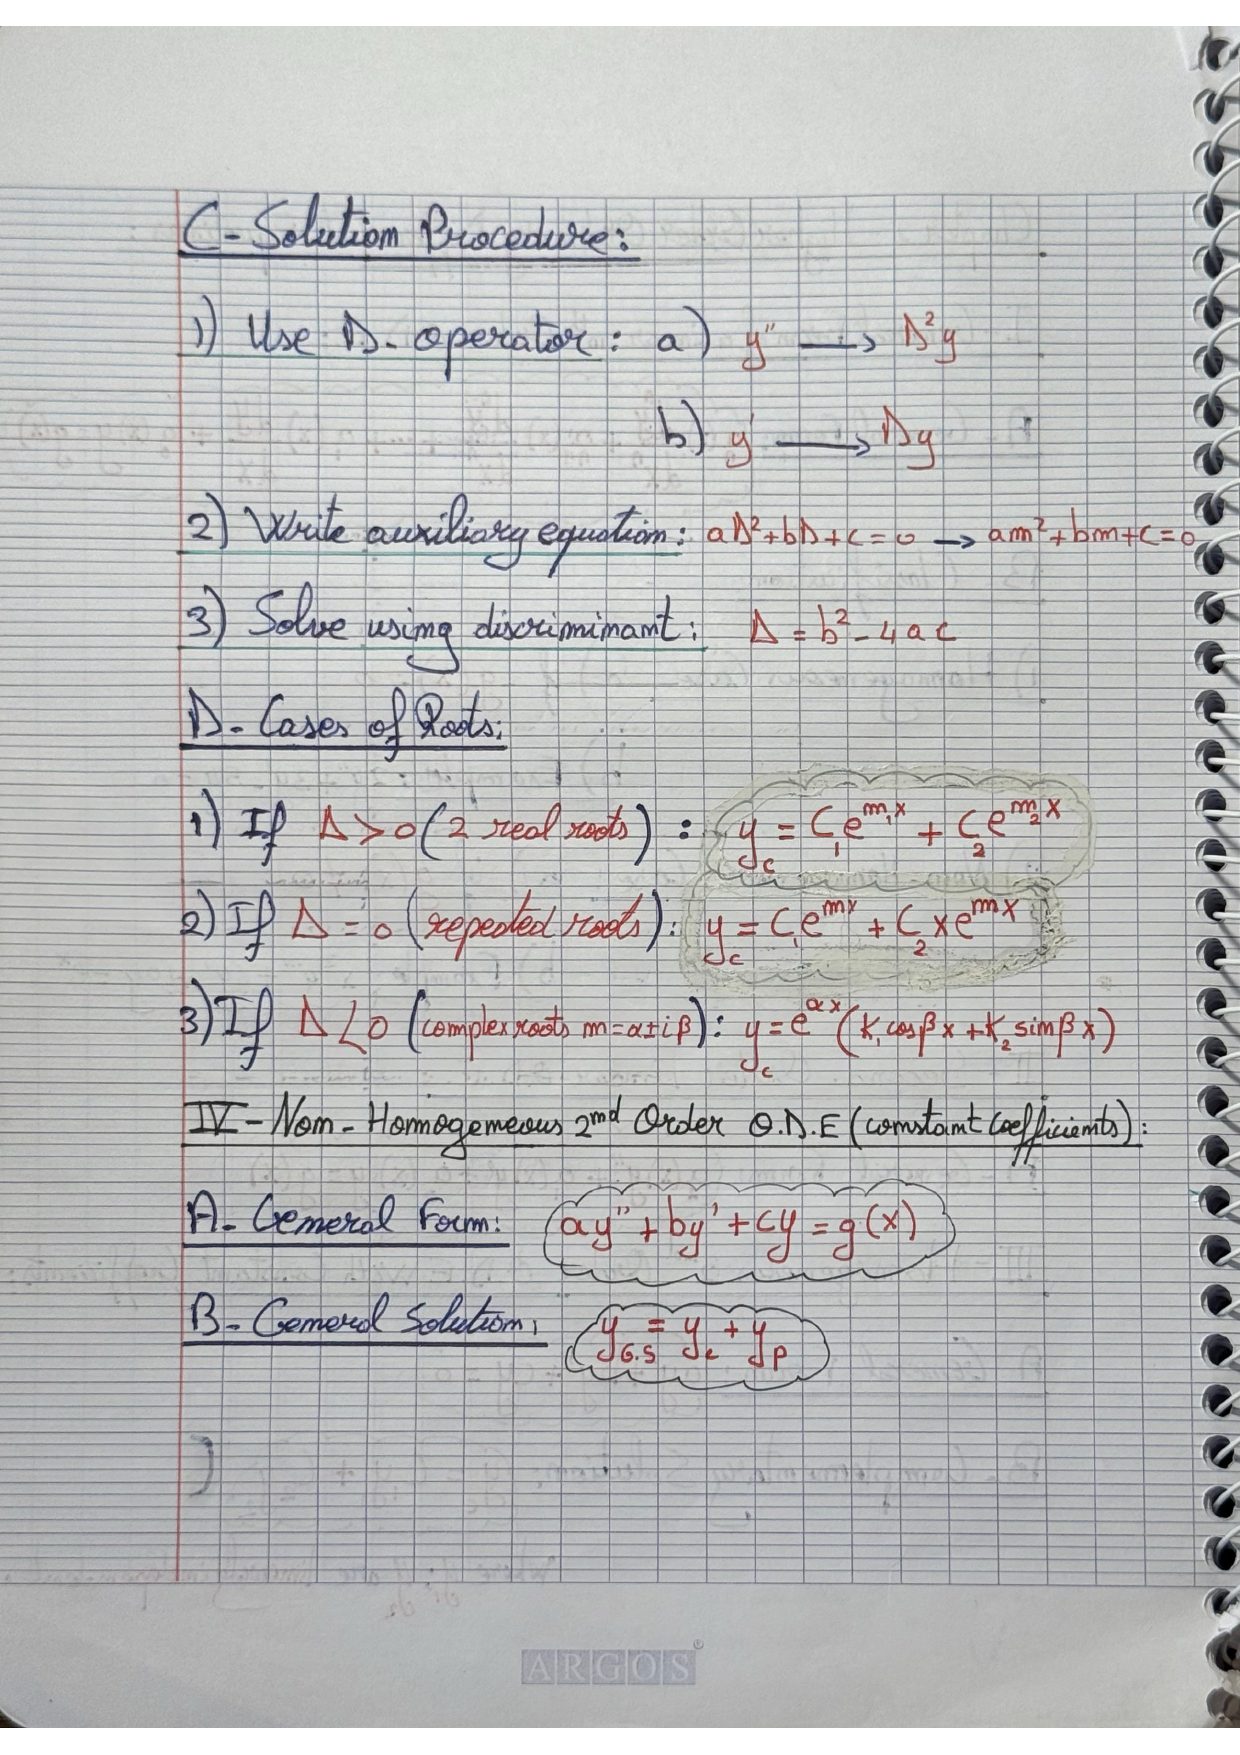 C - Solution Procedure:
1) Use D-operator: a) y'' → D²y
b) y' → Dy
2) Write auxiliary equation: aD²+bD+c=0 → am²+bm+c=0
3) Solve using discriminant: Δ = b² - 4ac
D - Cases of Roots:
1) If Δ > 0 (2 real roots) : y_c = C₁e^{m₁x} + C₂e^{m₂x}
2) If Δ = 0 (repeated roots): y_c = C₁e^{mx} + C₂xe^{mx}
3) If Δ < 0 (complex roots m=α±iβ): y_c = e^{αx}(K₁cosβx+K₂sinβx)
IV - Non-Homogeneous 2nd Order O.D.E (constant Coefficients):
A - General Form: ay''+by'+cy=g(x)
B - General Solution: y_{G.S} = y_c + y_p
ARGOS®